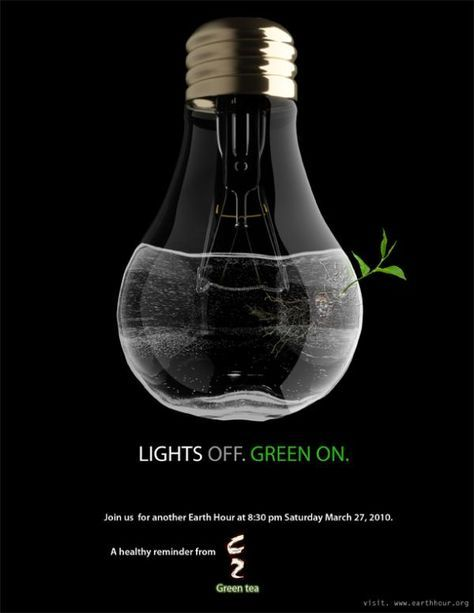 LIGHTS OFF. GREEN ON.
Join us for another Earth Hour at 8:30 pm Saturday March 27, 2010.
A healthy reminder from
Green tea
visit, www.earthhour.org